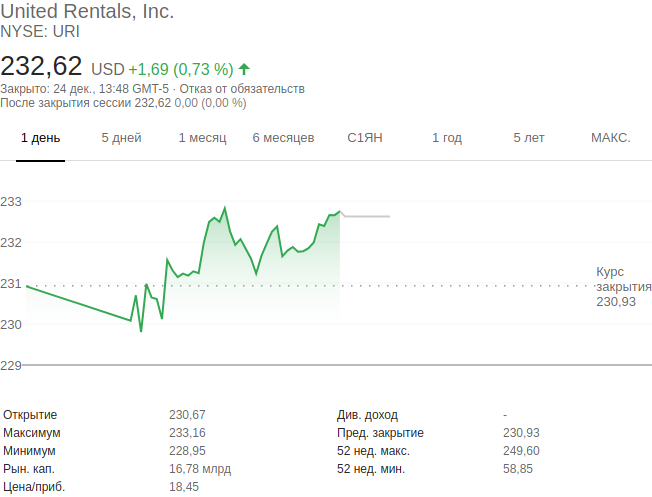 United Rentals, Inc.
NYSE: URI
232,62 USD +1,69 (0,73 %)
Закрыто: 24 дек., 13:48 GMT-5 · Отказ от обязательств
После закрытия сессии 232,62 0,00 (0,00 %)
1 день 5 дней 1 месяц 6 месяцев С1ЯН 1 год 5 лет МАКС.
233
232
231
230
229
Курс
закрытия
230,93
Открытие 230,67 Див. доход -
Максимум 233,16 Пред. закрытие 230,93
Минимум 228,95 52 нед. макс. 249,60
Рын. кап. 16,78 млрд 52 нед. мин. 58,85
Цена/приб. 18,45